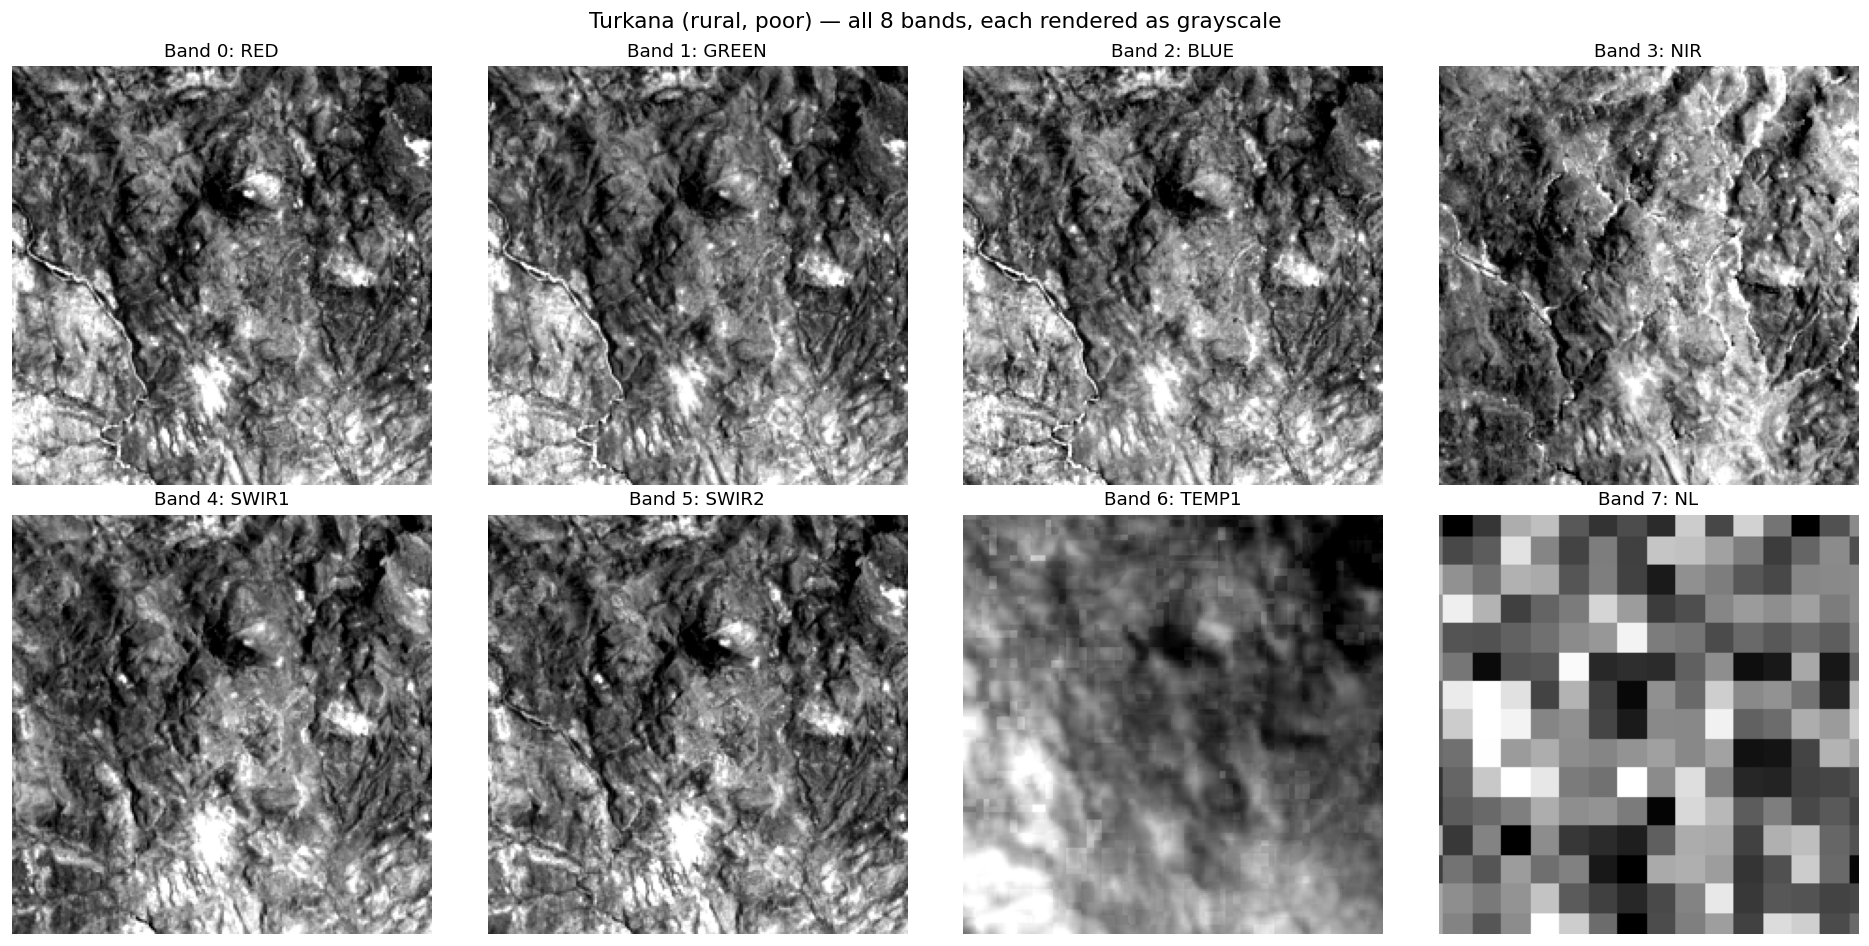 Turkana (rural, poor) — all 8 bands, each rendered as grayscale
Band 0: RED
Band 1: GREEN
Band 2: BLUE
Band 3: NIR
Band 4: SWIR1
Band 5: SWIR2
Band 6: TEMP1
Band 7: NL